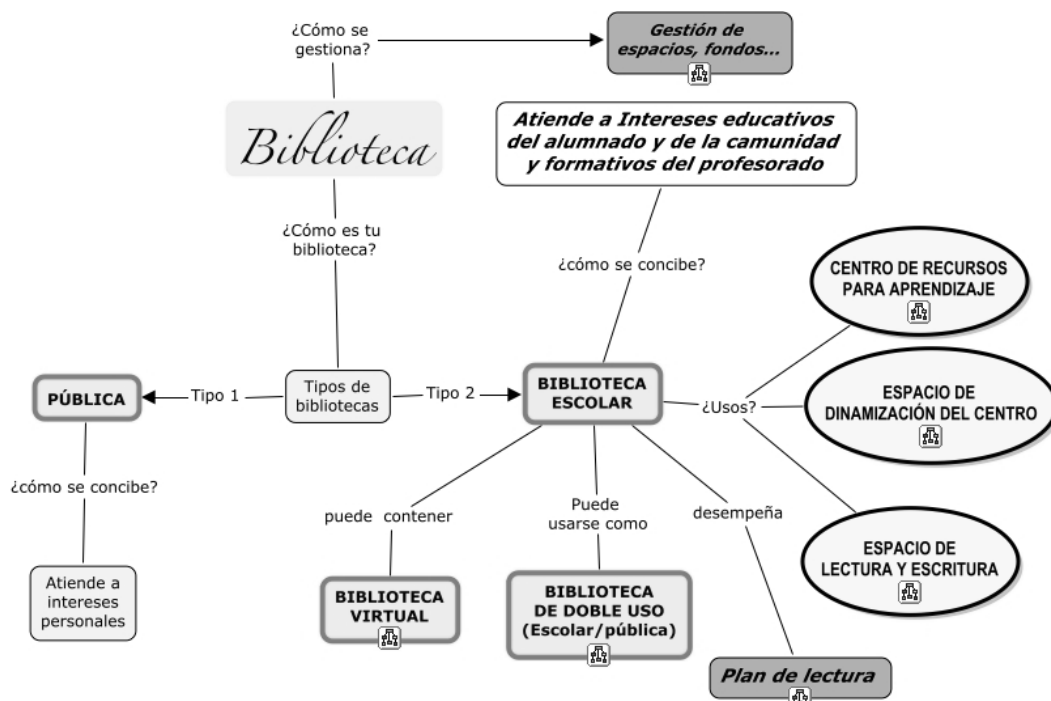 ¿Cómo se
gestiona?
Gestión de
espacios, fondos...
Biblioteca
Atiende a Intereses educativos
del alumnado y de la camunidad
y formativos del profesorado
¿Cómo es tu
biblioteca?
¿cómo se concibe?
CENTRO DE RECURSOS
PARA APRENDIZAJE
PÚBLICA
Tipo 1
Tipos de
bibliotecas
Tipo 2
BIBLIOTECA
ESCOLAR
¿Usos?
ESPACIO DE
DINAMIZACIÓN DEL CENTRO
¿cómo se concibe?
puede contener
Puede
usarse como
desempeña
ESPACIO DE
LECTURA Y ESCRITURA
Atiende a
intereses
personales
BIBLIOTECA
VIRTUAL
BIBLIOTECA
DE DOBLE USO
(Escolar/pública)
Plan de lectura